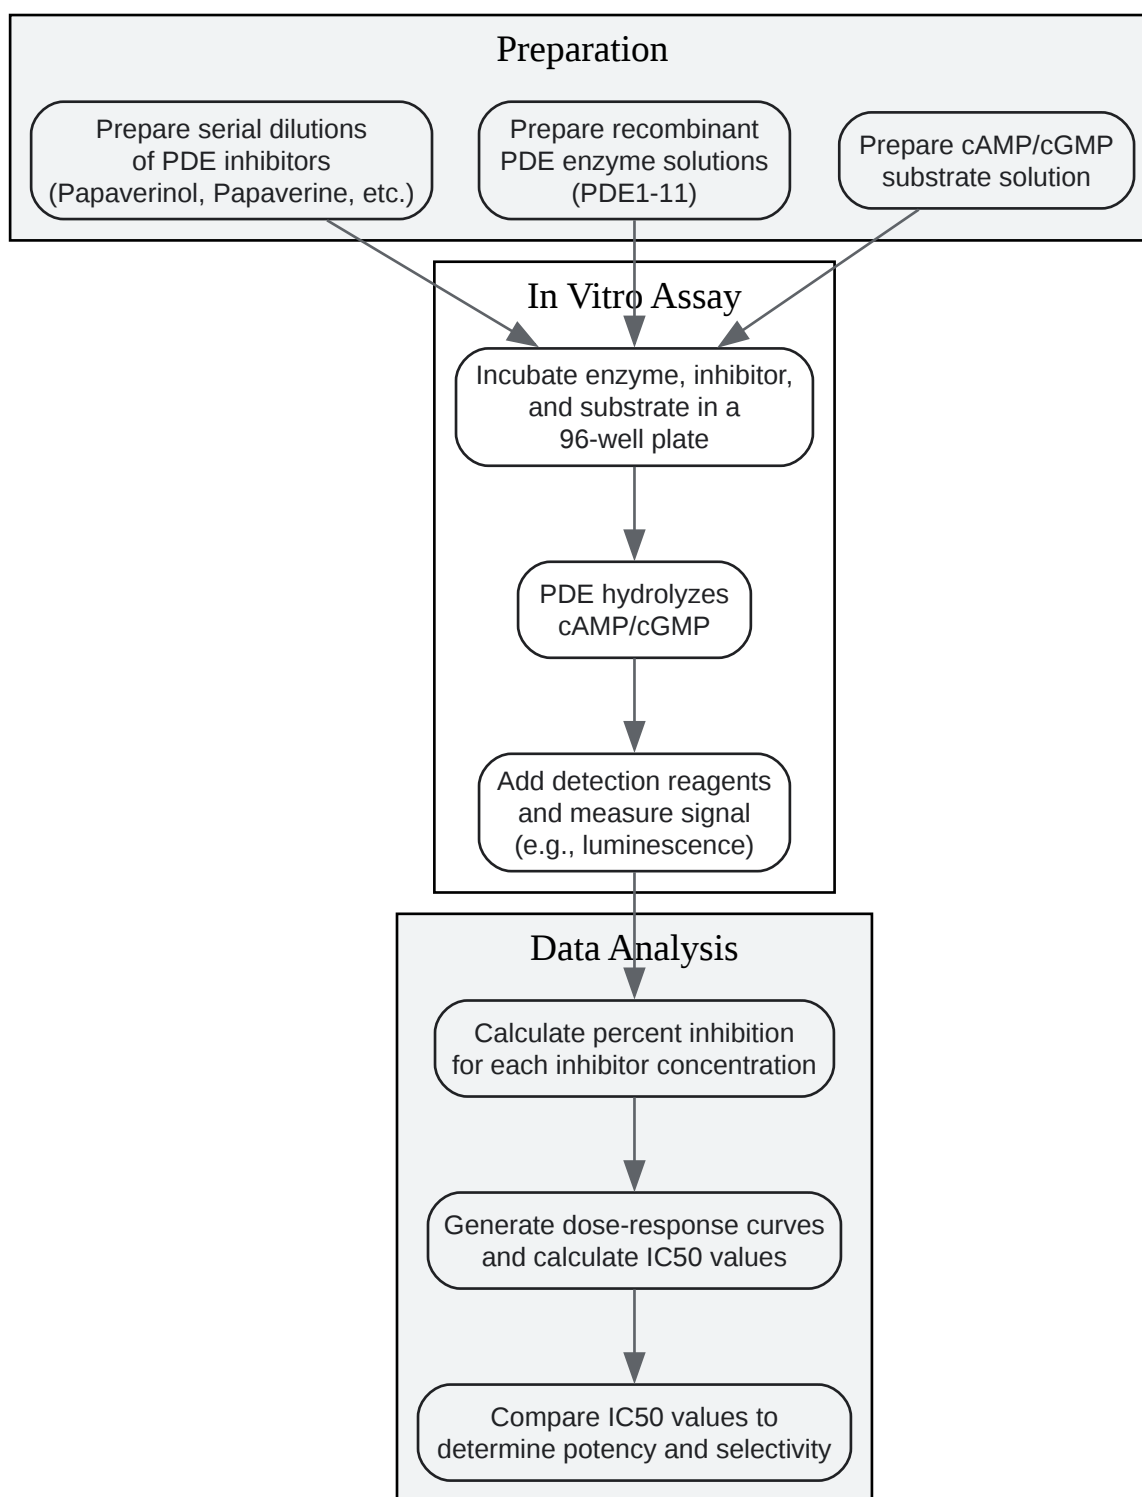 Preparation
Prepare serial dilutions
of PDE inhibitors
(Papaverinol, Papaverine, etc.)
Prepare recombinant
PDE enzyme solutions
(PDE1-11)
Prepare cAMP/cGMP
substrate solution
In Vitro Assay
Incubate enzyme, inhibitor,
and substrate in a
96-well plate
PDE hydrolyzes
cAMP/cGMP
Add detection reagents
and measure signal
(e.g., luminescence)
Data Analysis
Calculate percent inhibition
for each inhibitor concentration
Generate dose-response curves
and calculate IC50 values
Compare IC50 values to
determine potency and selectivity